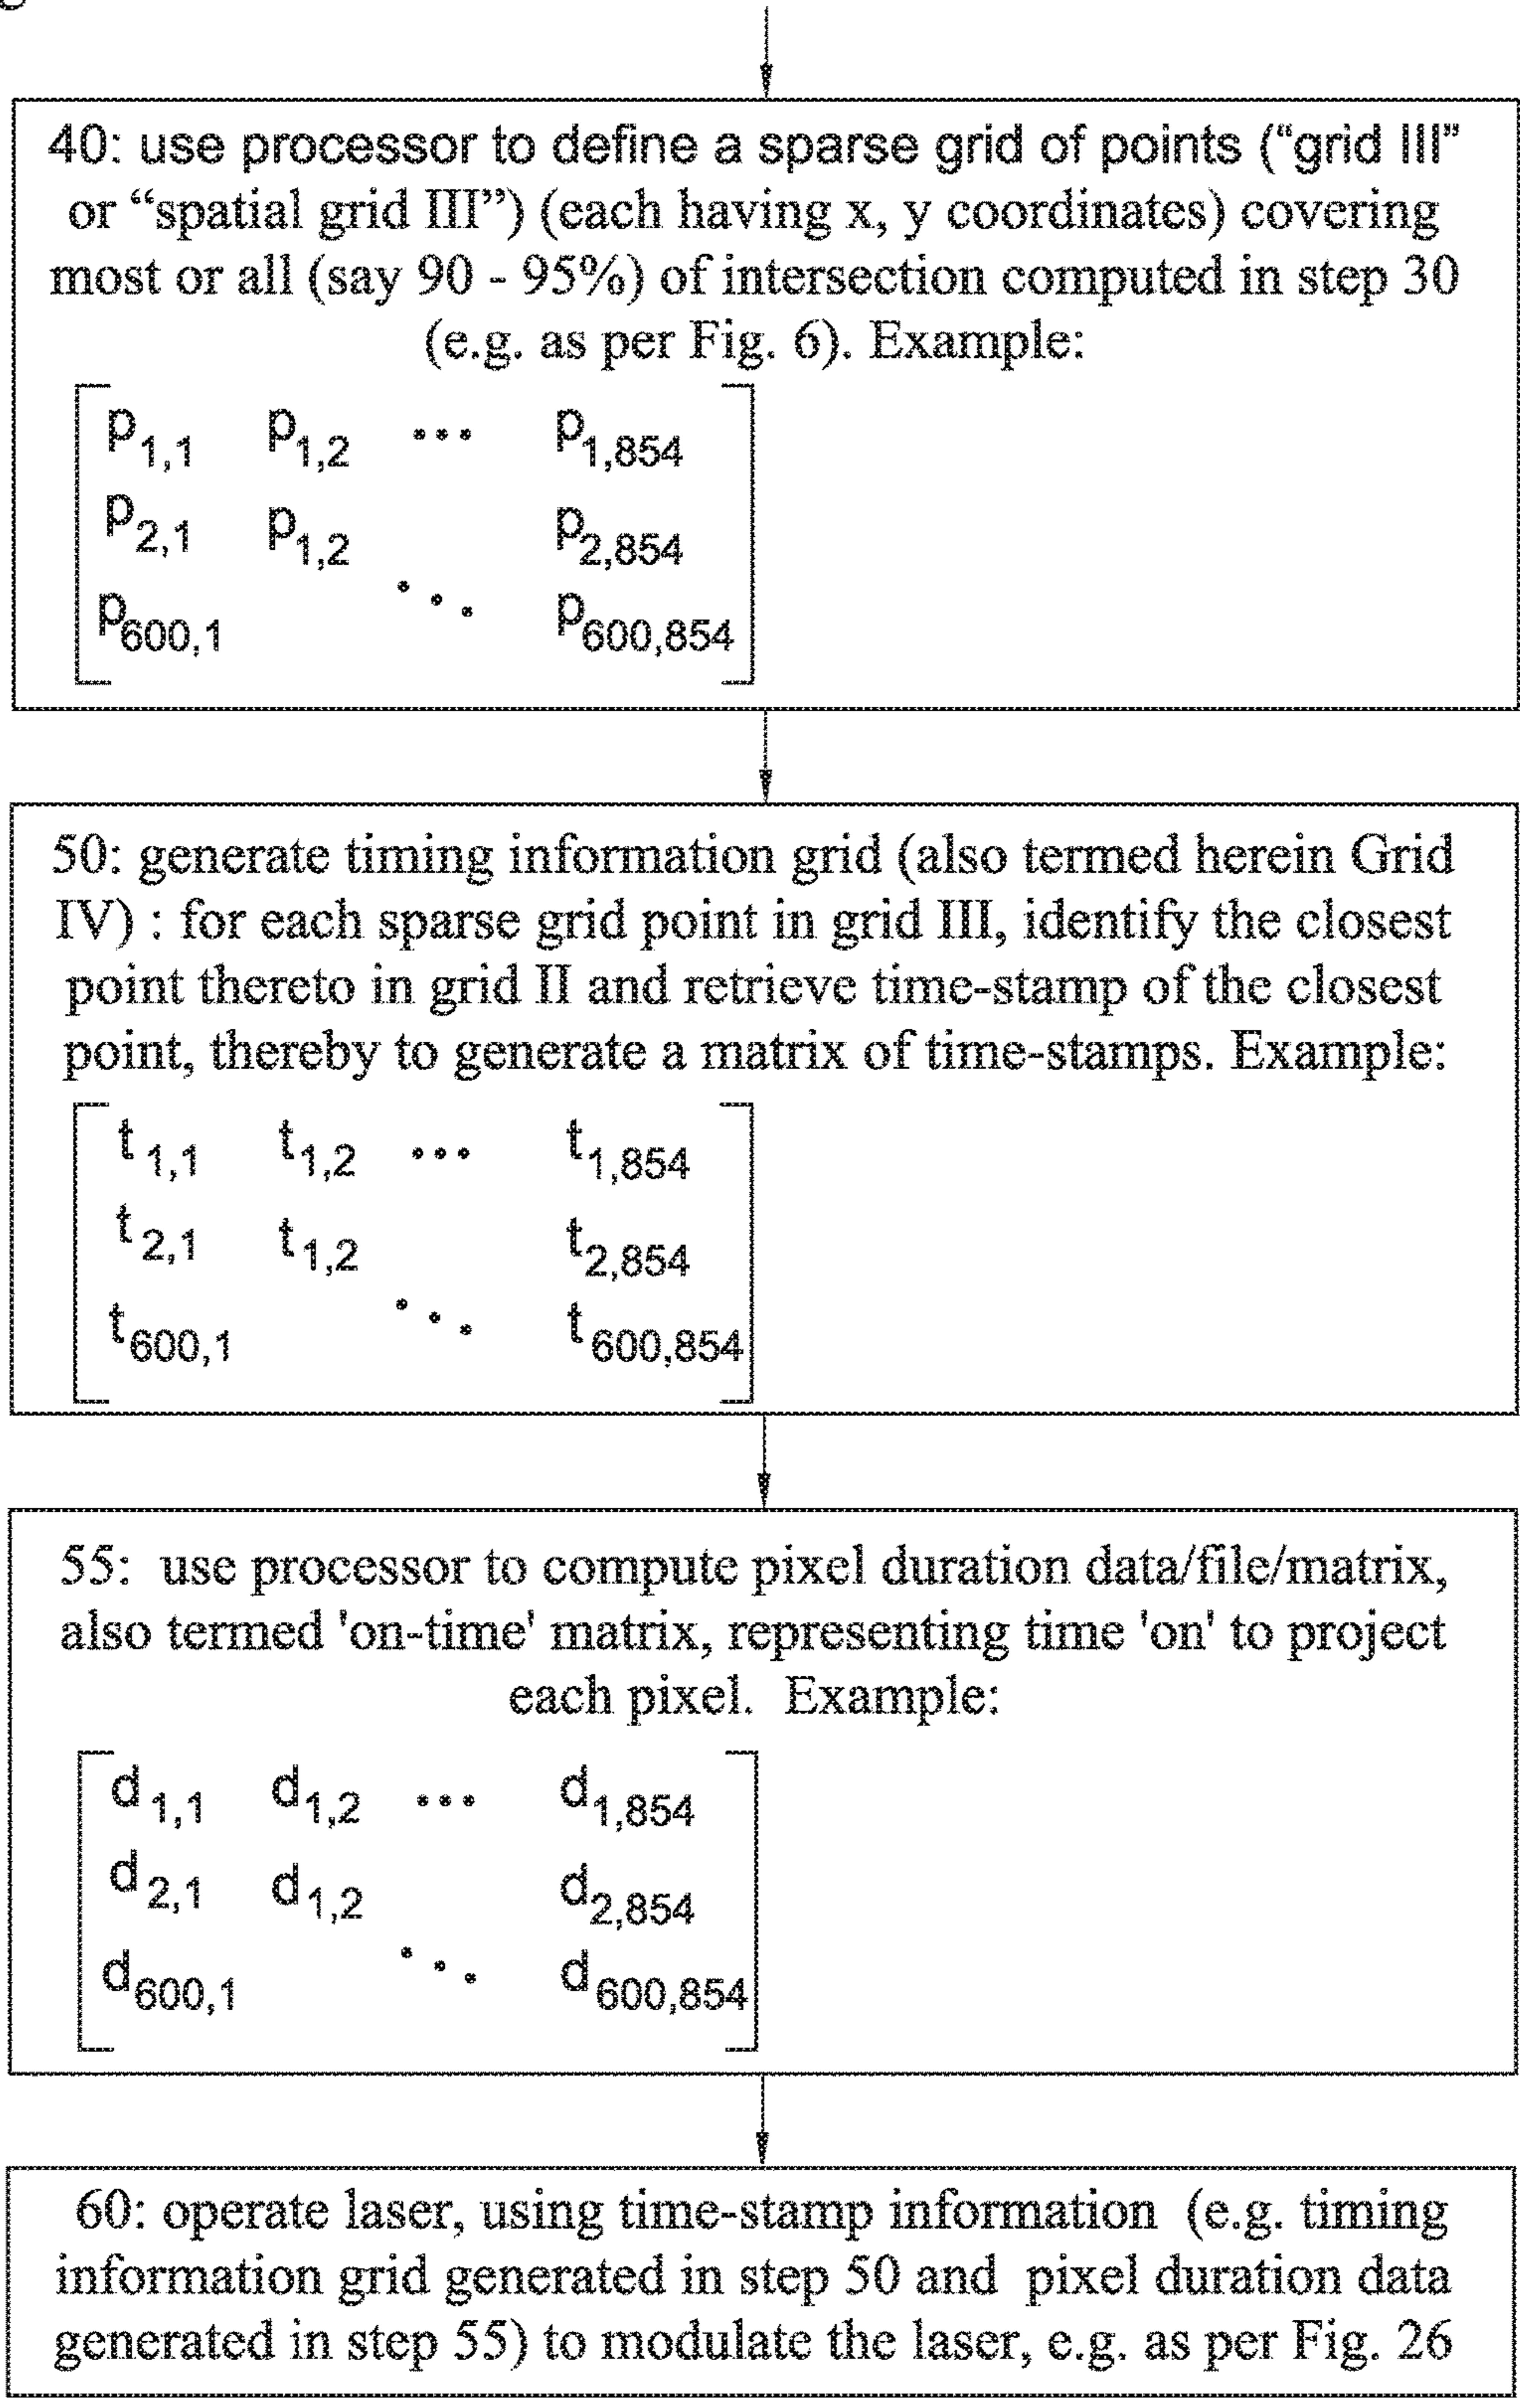 40: use processor to define a sparse grid of points (“grid III”
or “spatial grid III”) (each having x, y coordinates) covering
most or all (say 90 - 95%) of intersection computed in step 30
(e.g. as per Fig. 6). Example:
p1,1 p1,2 ... p1,854
p2,1 p1,2 p2,854
p600,1 ⋱ p600,854
50: generate timing information grid (also termed herein Grid
IV) : for each sparse grid point in grid III, identify the closest
point thereto in grid II and retrieve time-stamp of the closest
point, thereby to generate a matrix of time-stamps. Example:
t1,1 t1,2 ... t1,854
t2,1 t1,2 t2,854
t600,1 ⋱ t600,854
55: use processor to compute pixel duration data/file/matrix,
also termed 'on-time' matrix, representing time 'on' to project
each pixel. Example:
d1,1 d1,2 ... d1,854
d2,1 d1,2 d2,854
d600,1 ⋱ d600,854
60: operate laser, using time-stamp information (e.g. timing
information grid generated in step 50 and pixel duration data
generated in step 55) to modulate the laser, e.g. as per Fig. 26